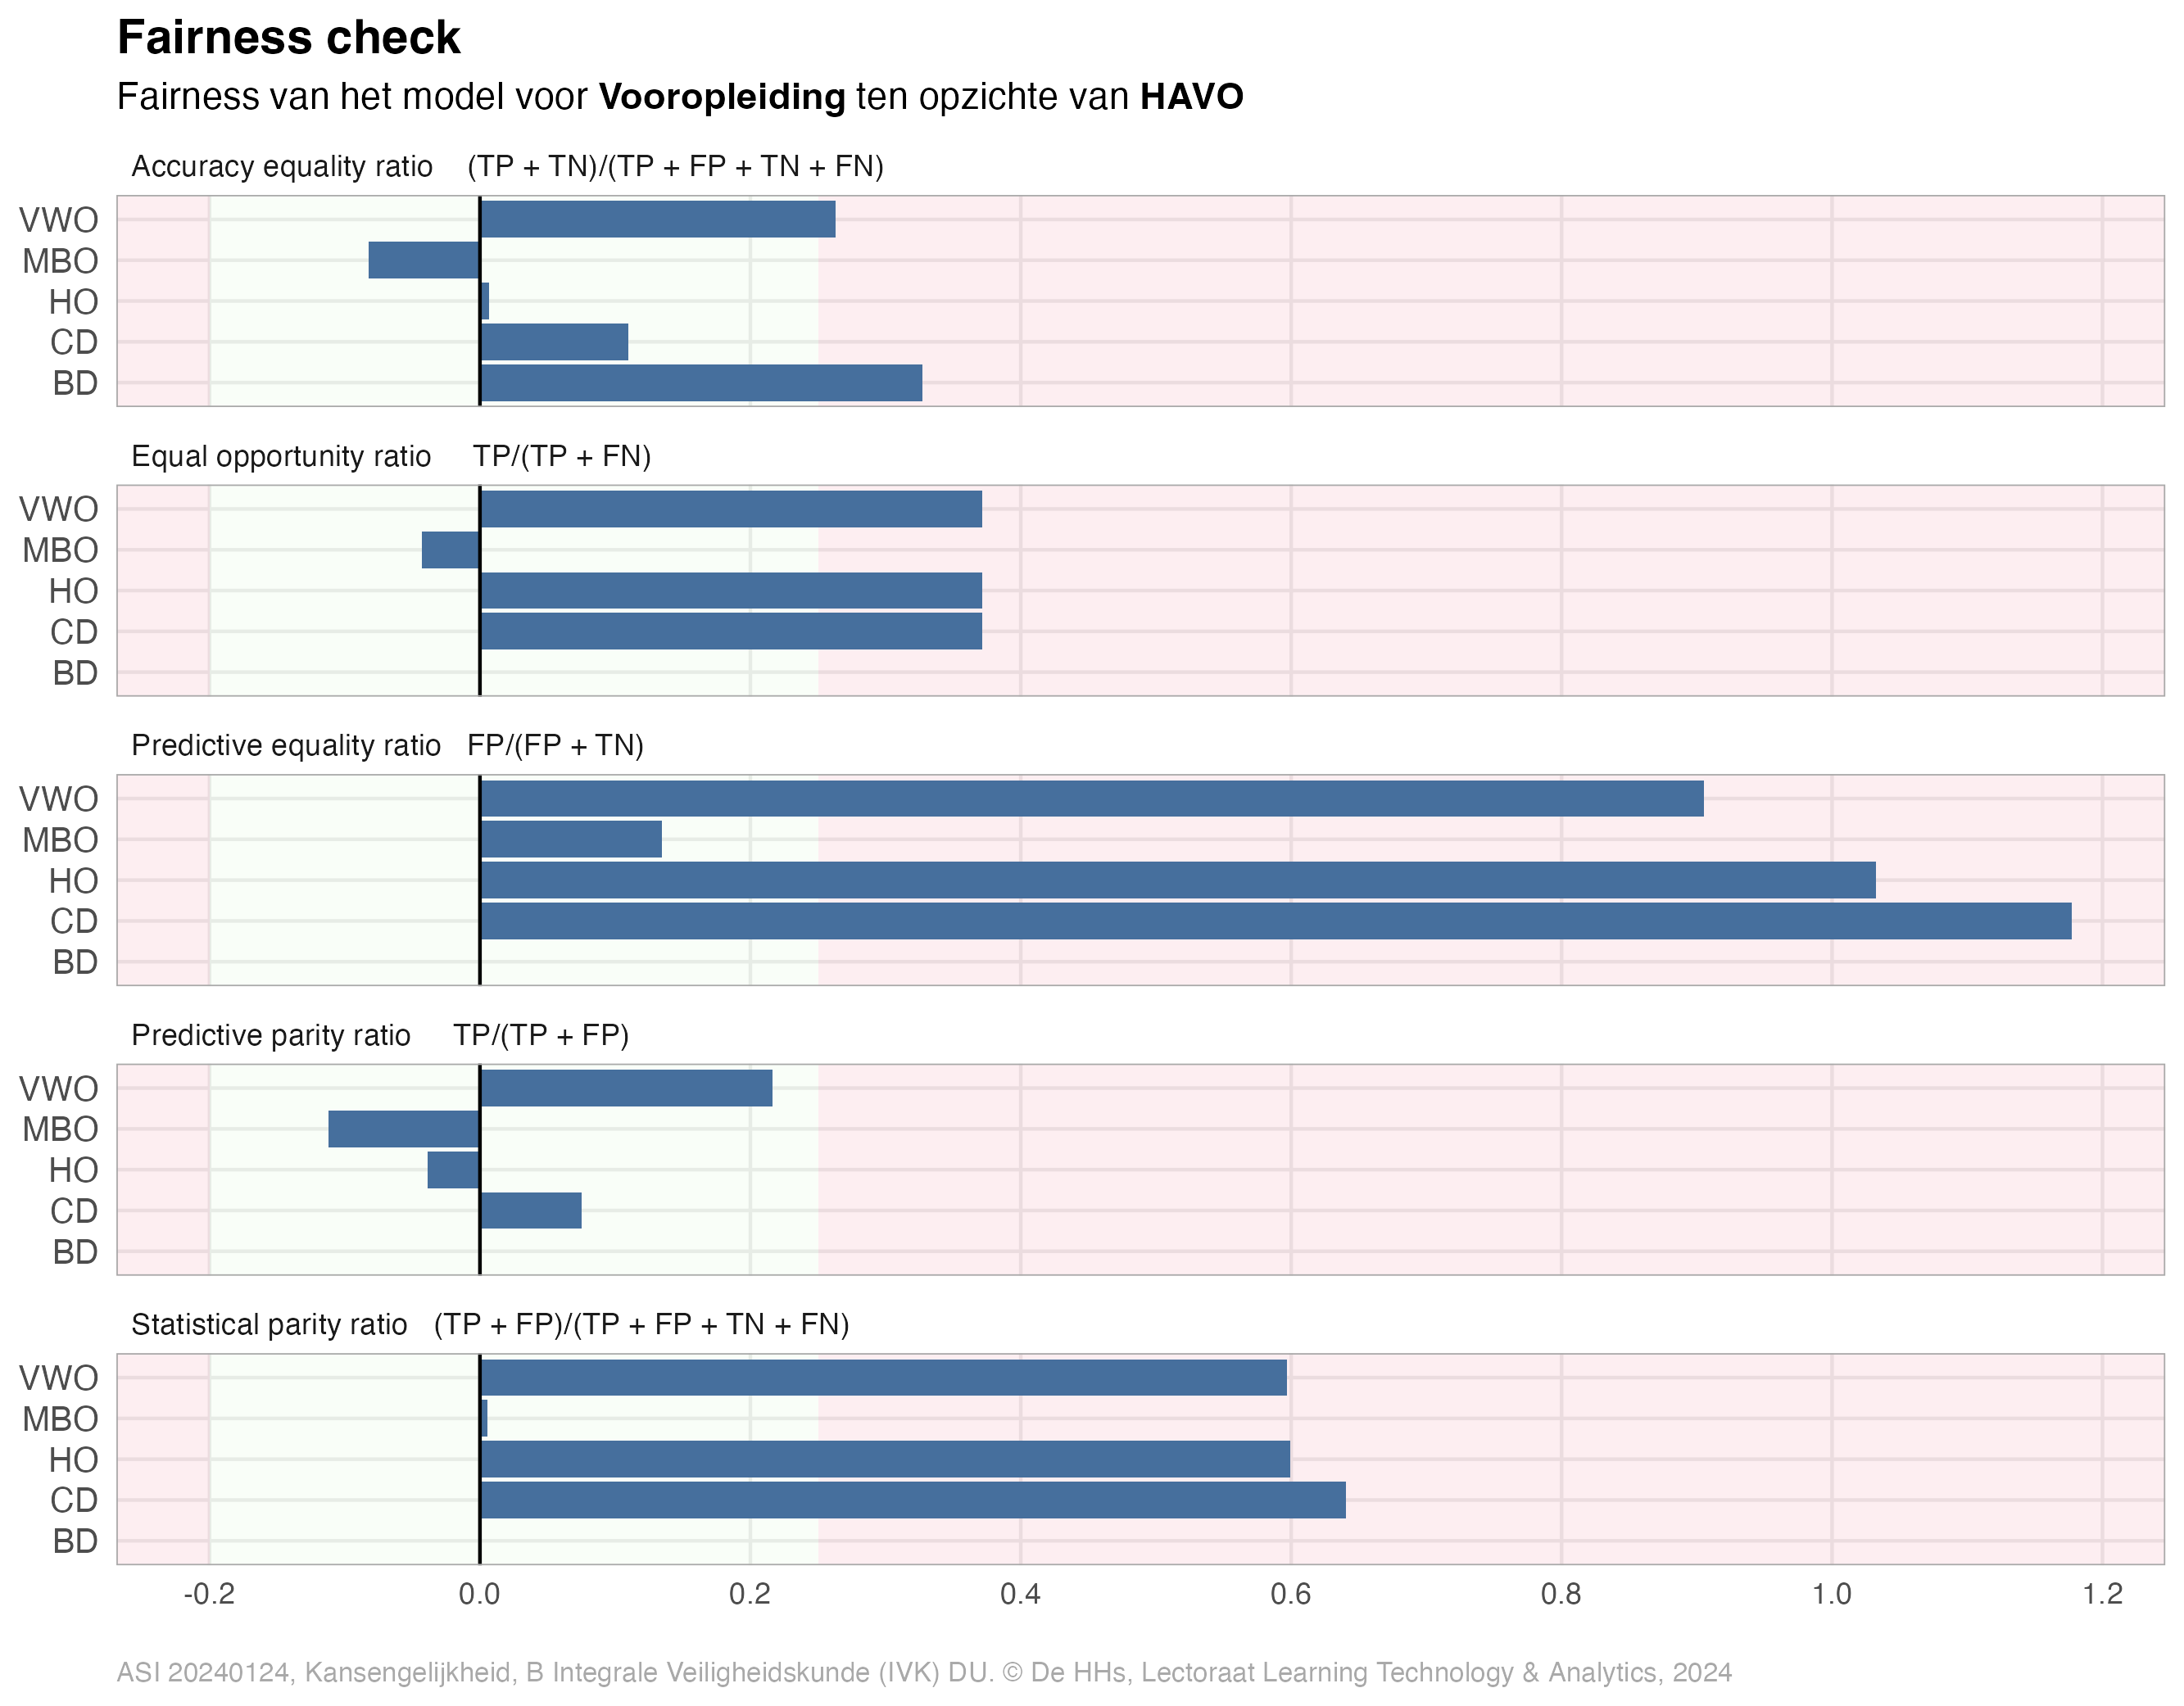 Fairness check
Fairness van het model voor Vooropleiding ten opzichte van HAVO
Accuracy equality ratio (TP + TN)/(TP + FP + TN + FN)
VWO
MBO
HO
CD
BD
Equal opportunity ratio TP/(TP + FN)
VWO
MBO
HO
CD
BD
Predictive equality ratio FP/(FP + TN)
VWO
MBO
HO
CD
BD
Predictive parity ratio TP/(TP + FP)
VWO
MBO
HO
CD
BD
Statistical parity ratio (TP + FP)/(TP + FP + TN + FN)
VWO
MBO
HO
CD
BD
-0.2 0.0 0.2 0.4 0.6 0.8 1.0 1.2
ASI 20240124, Kansengelijkheid, B Integrale Veiligheidskunde (IVK) DU. © De HHs, Lectoraat Learning Technology & Analytics, 2024